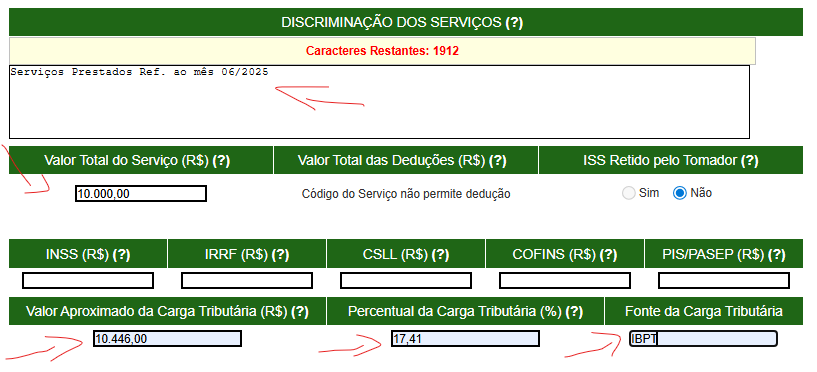 DISCRIMINAÇÃO DOS SERVIÇOS (?)
Caracteres Restantes: 1912
Serviços Prestados Ref. ao mês 06/2025
Valor Total do Serviço (R$) (?) Valor Total das Deduções (R$) (?) ISS Retido pelo Tomador (?)
10.000,00 Código do Serviço não permite dedução Sim Não
INSS (R$) (?) IRRF (R$) (?) CSLL (R$) (?) COFINS (R$) (?) PIS/PASEP (R$) (?)
Valor Aproximado da Carga Tributária (R$) (?) Percentual da Carga Tributária (%) (?) Fonte da Carga Tributária
10.446,00 17,41 IBPT